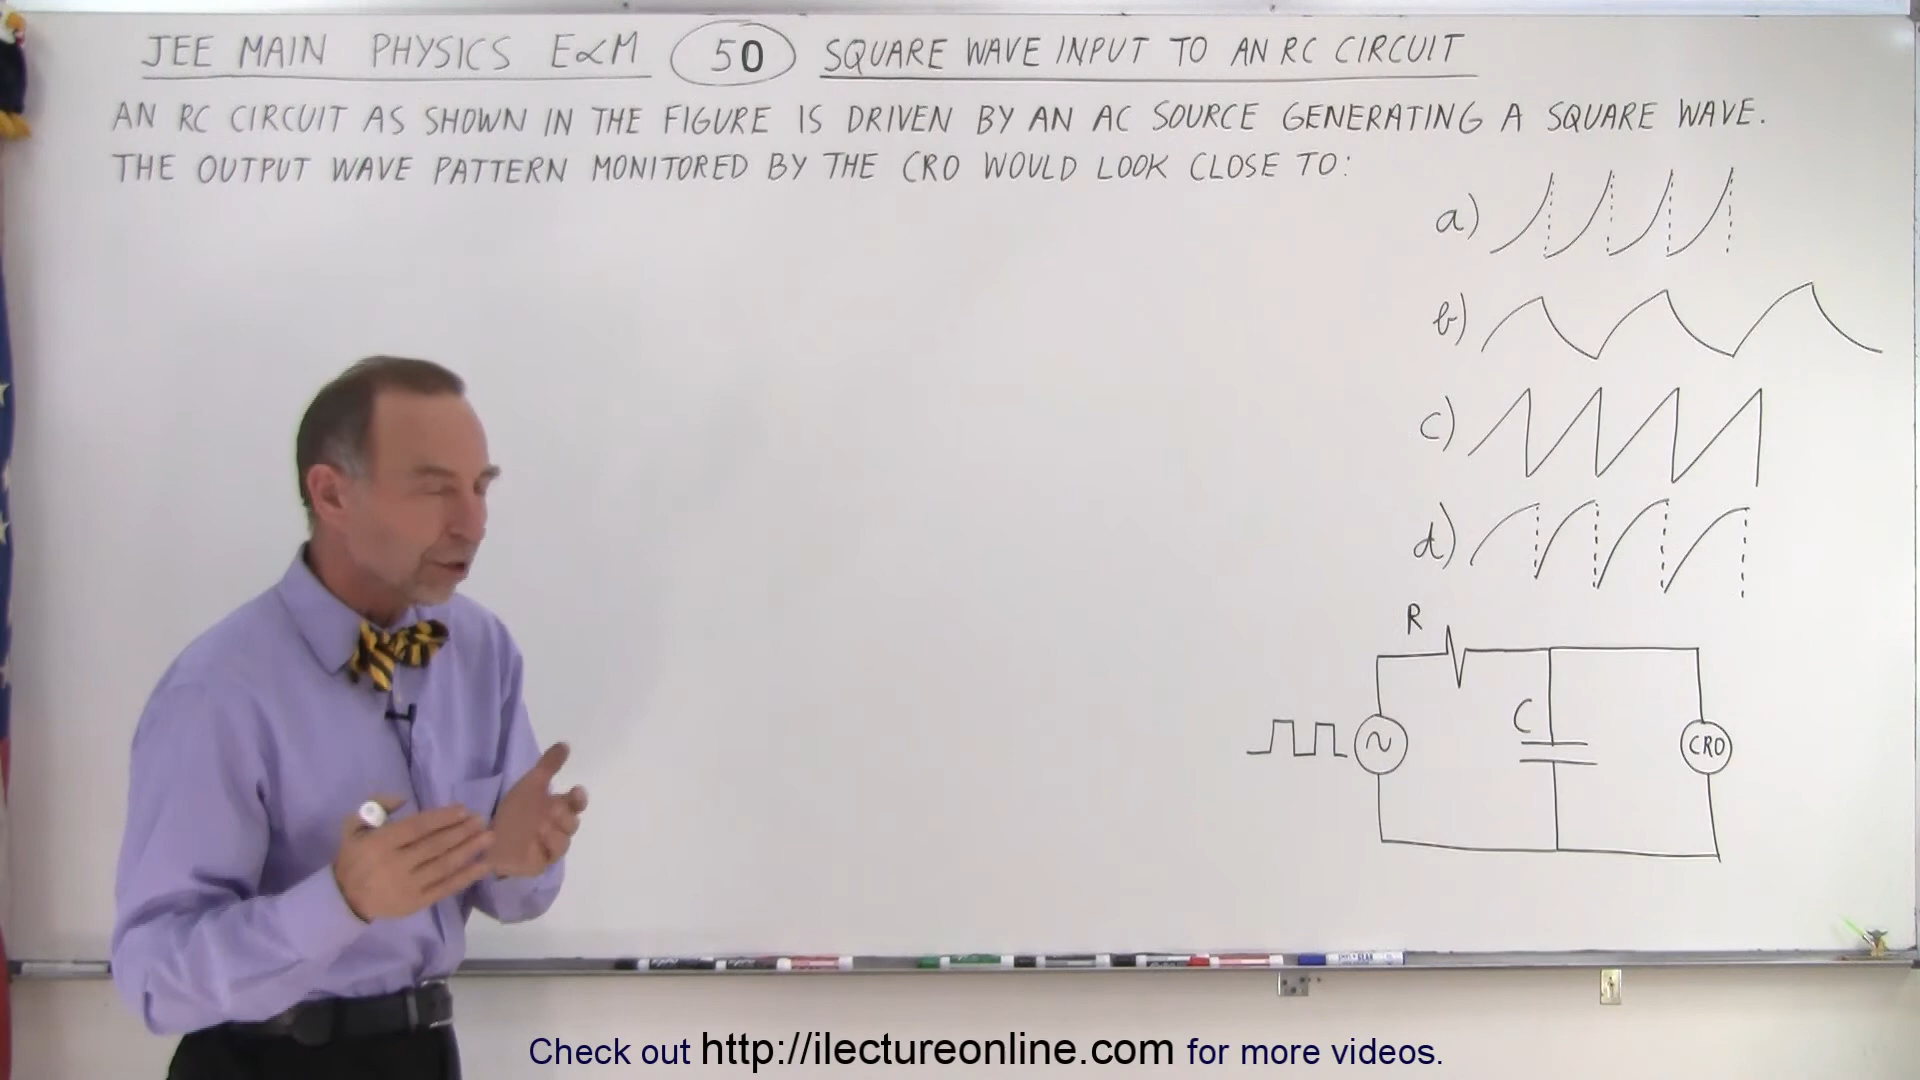 JEE MAIN PHYSICS E&M 50 SQUARE WAVE INPUT TO AN RC CIRCUIT
AN RC CIRCUIT AS SHOWN IN THE FIGURE IS DRIVEN BY AN AC SOURCE GENERATING A SQUARE WAVE.
THE OUTPUT WAVE PATTERN MONITORED BY THE CRO WOULD LOOK CLOSE TO:
a)
b)
c)
d)
R
C
~
CRO
Check out http://ilectureonline.com for more videos.